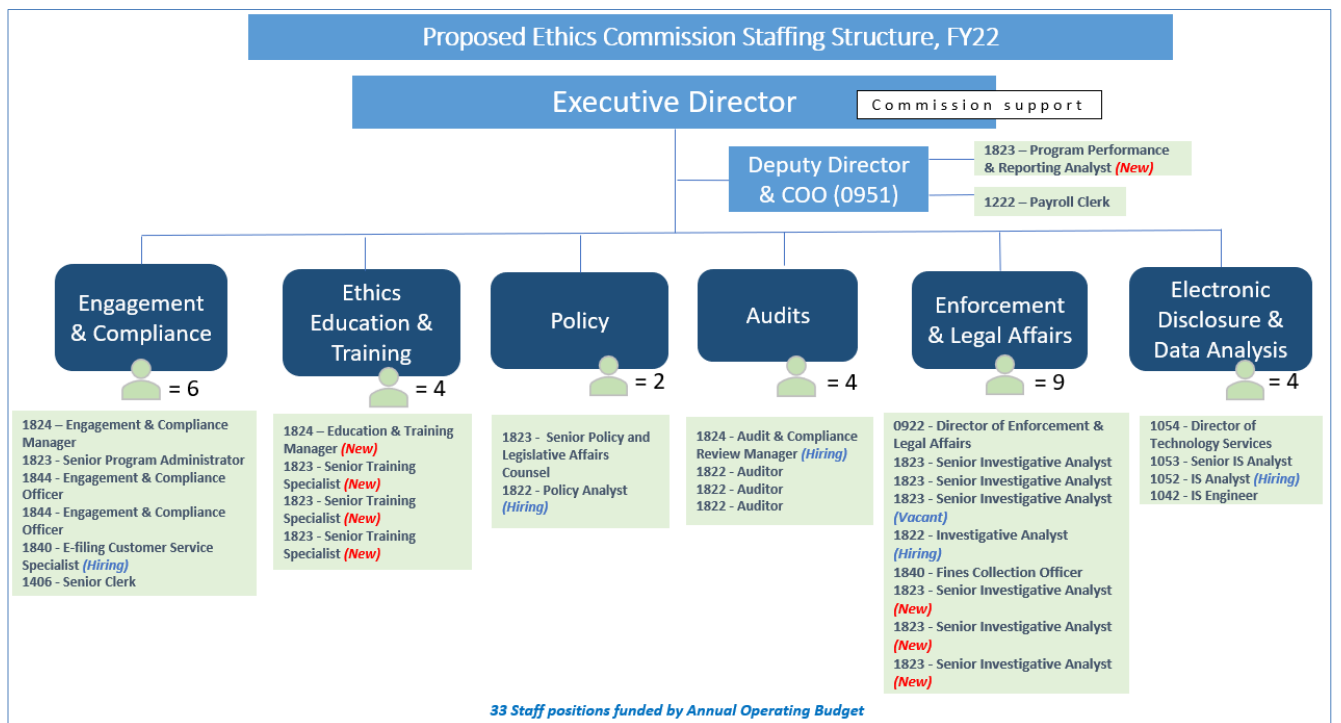 Proposed Ethics Commission Staffing Structure, FY22
Executive Director
Commission support
Deputy Director
& COO (0951)
1823 – Program Performance
& Reporting Analyst (New)
1222 – Payroll Clerk
Engagement
& Compliance
= 6
1824 – Engagement & Compliance
Manager
1823 - Senior Program Administrator
1844 - Engagement & Compliance
Officer
1844 - Engagement & Compliance
Officer
1840 - E-filing Customer Service
Specialist (Hiring)
1406 - Senior Clerk
Ethics
Education &
Training
= 4
1824 – Education & Training
Manager (New)
1823 - Senior Training
Specialist (New)
1823 - Senior Training
Specialist (New)
1823 - Senior Training
Specialist (New)
Policy
= 2
1823 - Senior Policy and
Legislative Affairs
Counsel
1822 - Policy Analyst
(Hiring)
Audits
= 4
1824 - Audit & Compliance
Review Manager (Hiring)
1822 - Auditor
1822 - Auditor
1822 - Auditor
Enforcement
& Legal Affairs
= 9
0922 - Director of Enforcement &
Legal Affairs
1823 - Senior Investigative Analyst
1823 - Senior Investigative Analyst
1823 - Senior Investigative Analyst
(Vacant)
1822 - Investigative Analyst
(Hiring)
1840 - Fines Collection Officer
1823 - Senior Investigative Analyst
(New)
1823 - Senior Investigative Analyst
(New)
1823 - Senior Investigative Analyst
(New)
Electronic
Disclosure &
Data Analysis
= 4
1054 - Director of
Technology Services
1053 - Senior IS Analyst
1052 - IS Analyst (Hiring)
1042 - IS Engineer
33 Staff positions funded by Annual Operating Budget